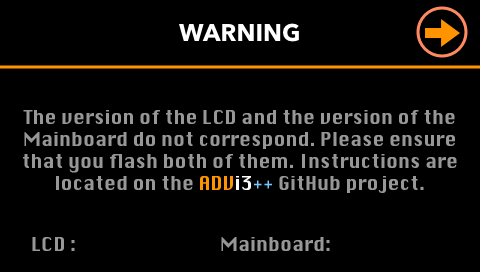 WARNING
The version of the LCD and the version of the
Mainboard do not correspond. Please ensure
that you flash both of them. Instructions are
located on the ADVi3++ GitHub project.
LCD : Mainboard: